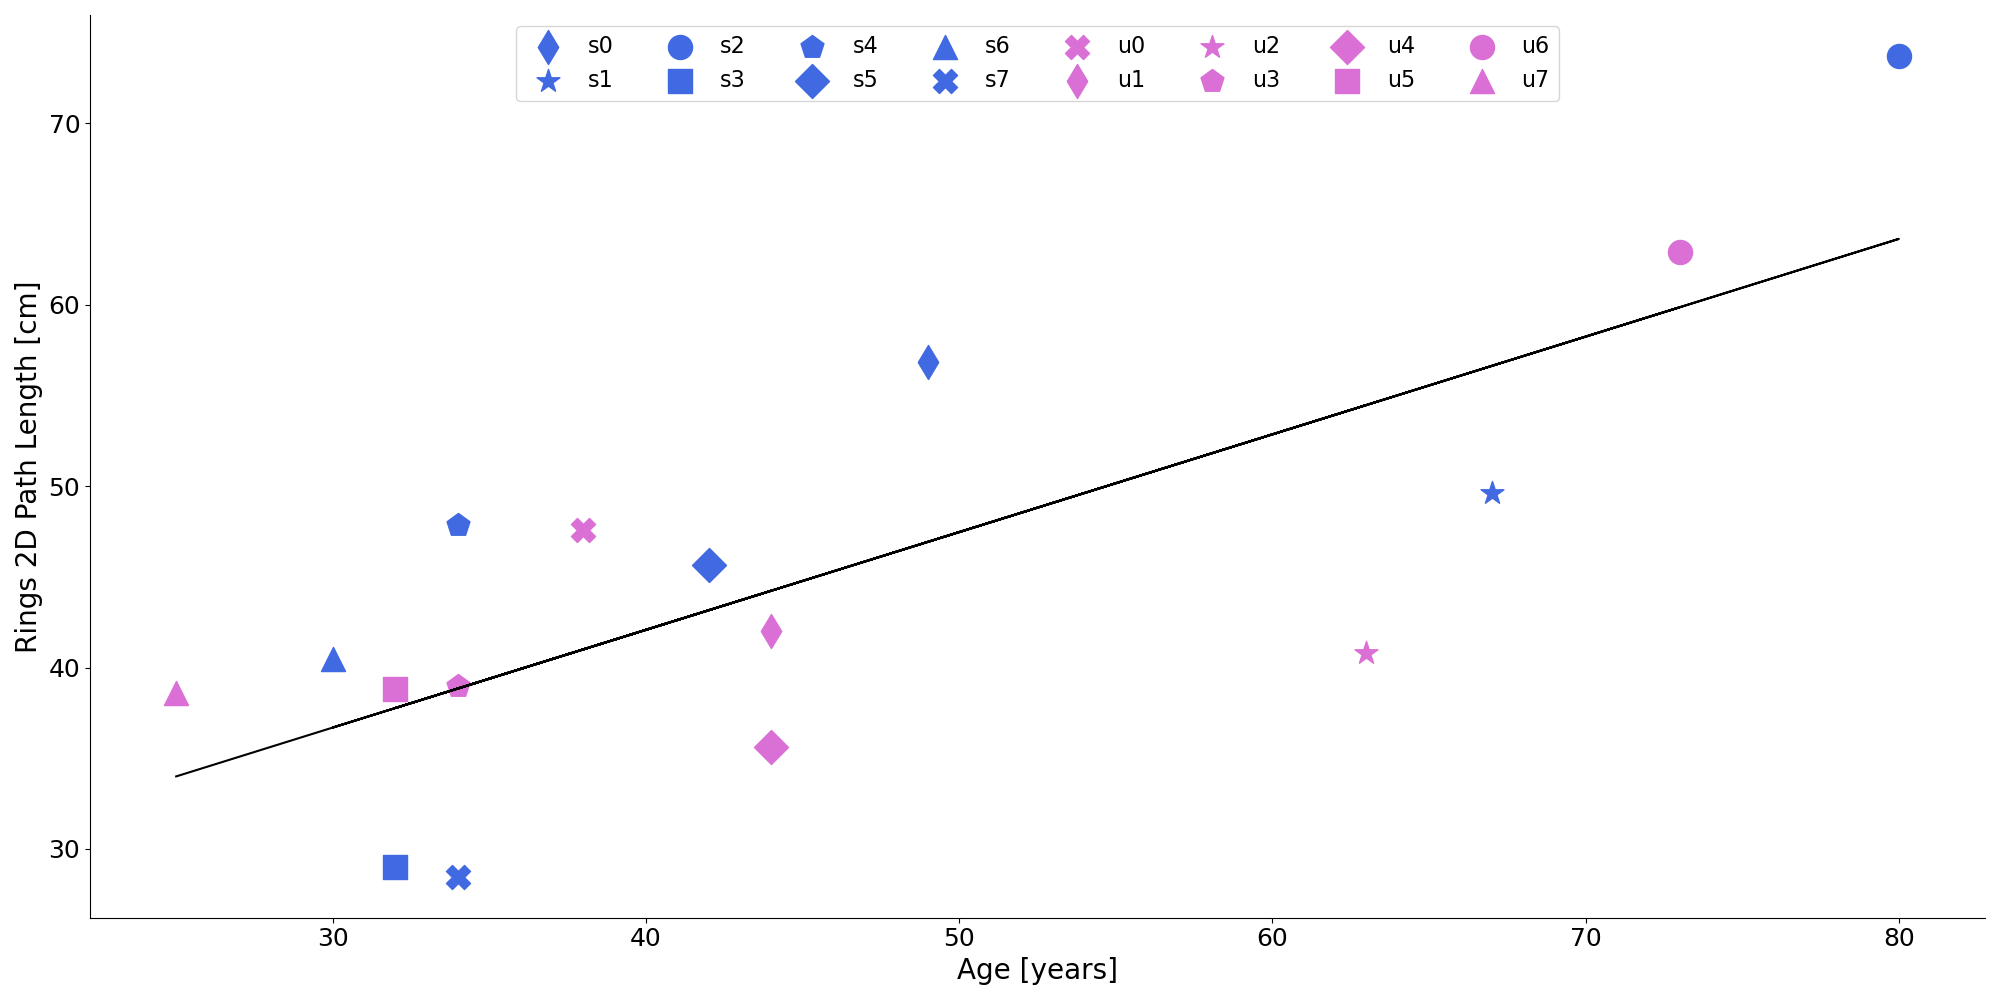 s0 s2 s4 s6 u0 u2 u4 u6
s1 s3 s5 s7 u1 u3 u5 u7
70
60
50
40
30
Rings 2D Path Length [cm]
30 40 50 60 70 80
Age [years]